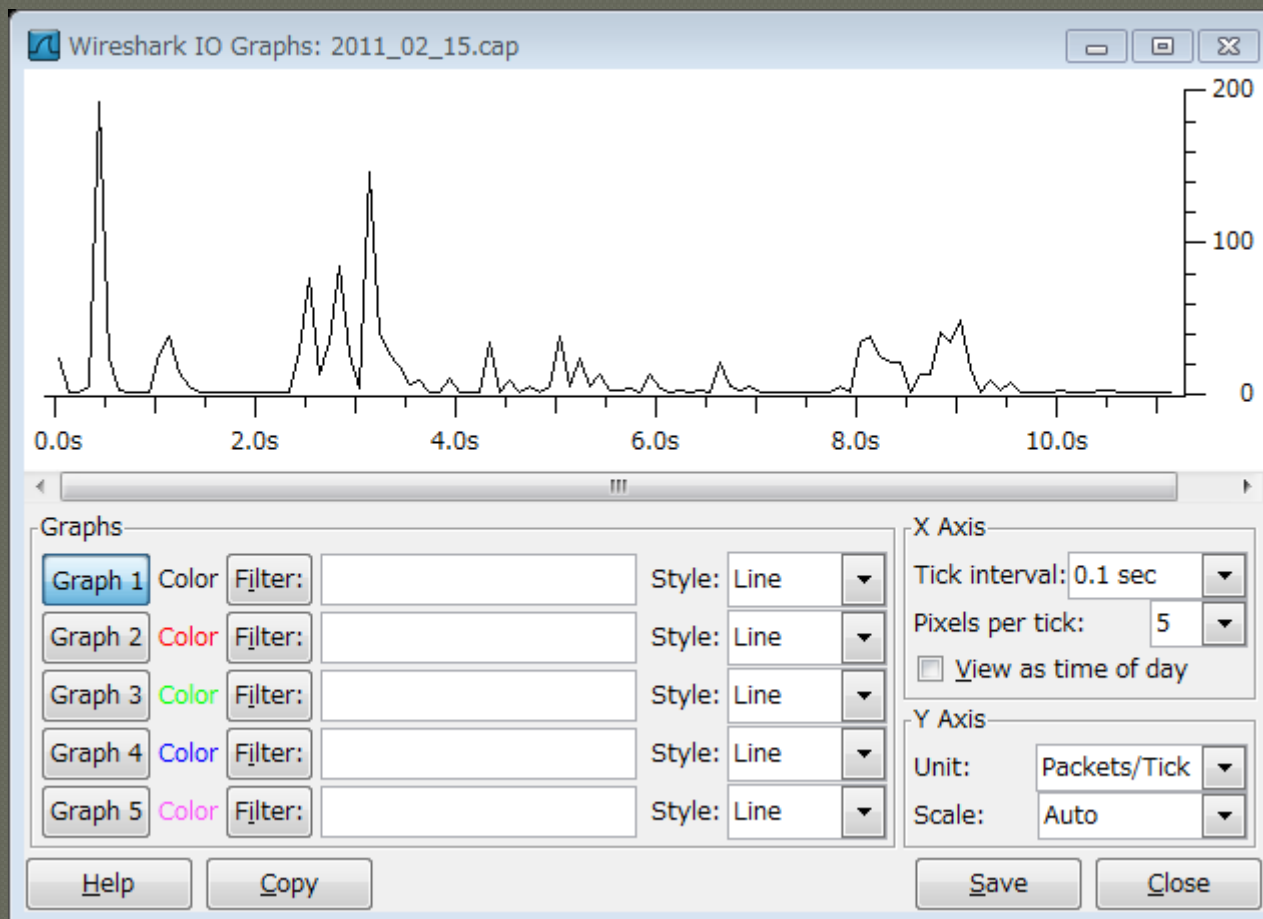 Wireshark IO Graphs: 2011_02_15.cap
200
100
0
0.0s 2.0s 4.0s 6.0s 8.0s 10.0s
Graphs
Graph 1 Color Filter: Style: Line
Graph 2 Color Filter: Style: Line
Graph 3 Color Filter: Style: Line
Graph 4 Color Filter: Style: Line
Graph 5 Color Filter: Style: Line
X Axis
Tick interval: 0.1 sec
Pixels per tick: 5
View as time of day
Y Axis
Unit: Packets/Tick
Scale: Auto
Help Copy Save Close